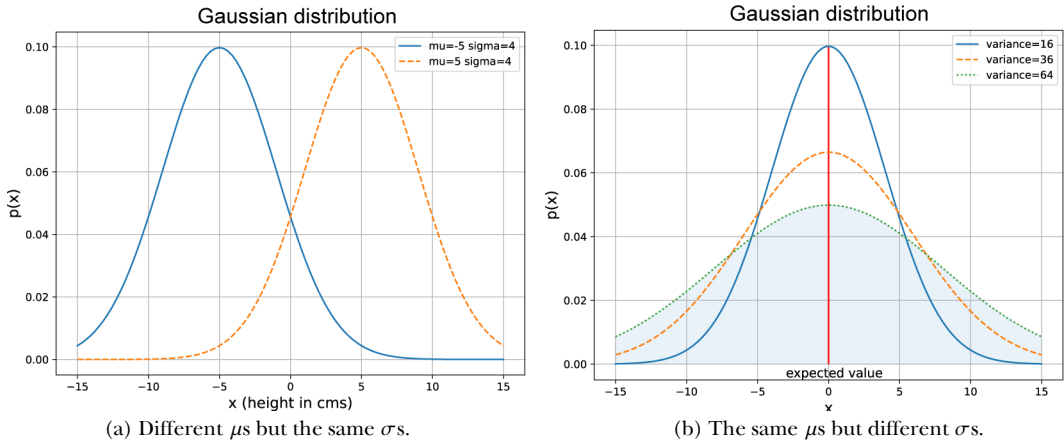 Gaussian distribution
mu=-5 sigma=4
mu=5 sigma=4
0.10
0.08
0.06
0.04
0.02
0.00
p(x)
−15 −10 −5 0 5 10 15
x (height in cms)
(a) Different μs but the same σs.
Gaussian distribution
variance=16
variance=36
variance=64
0.10
0.08
0.06
0.04
0.02
0.00
p(x)
expected value
−15 −10 −5 0 5 10 15
x
(b) The same μs but different σs.